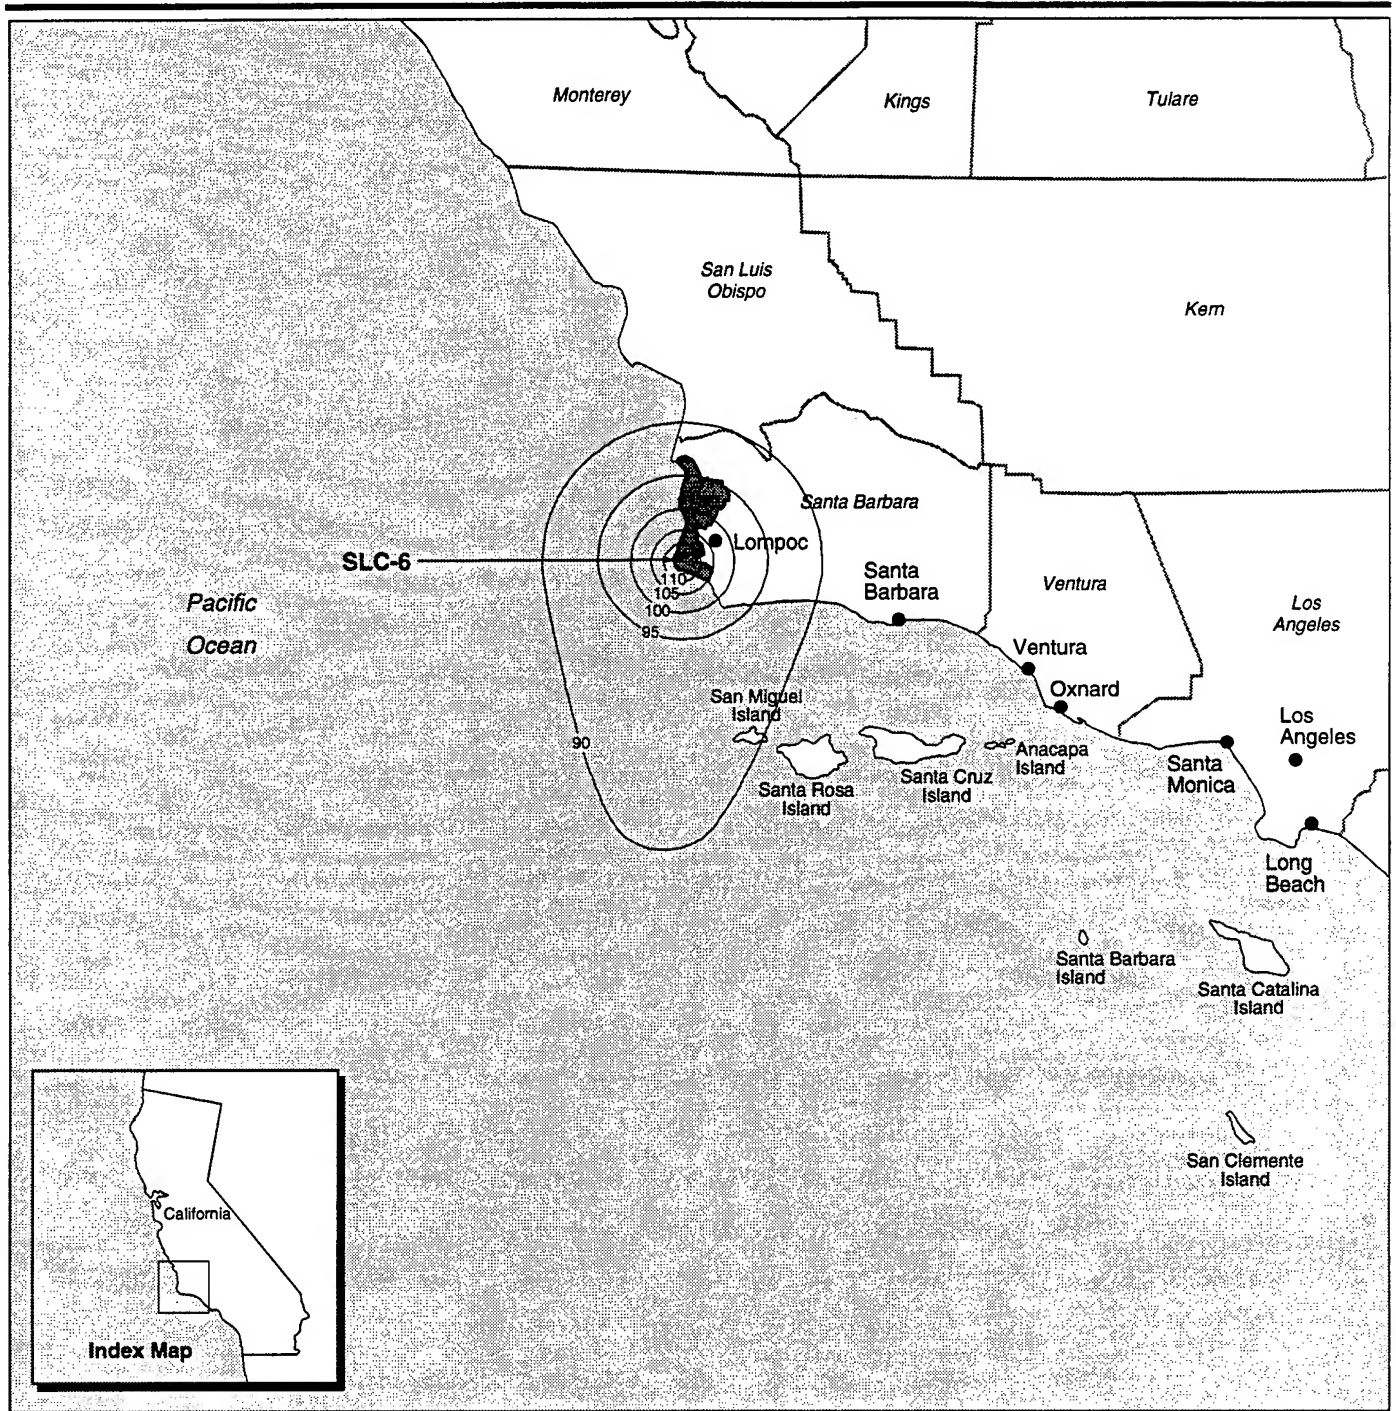 Monterey
Kings
Tulare
San Luis
Obispo
Kern
Santa Barbara
Lompoc
SLC-6
110
105
100
95
90
Pacific
Ocean
Santa
Barbara
Ventura
Los
Angeles
Ventura
Oxnard
San Miguel
Island
Santa Rosa
Island
Santa Cruz
Island
Anacapa
Island
Santa
Monica
Los
Angeles
Long
Beach
Santa Barbara
Island
Santa Catalina
Island
San Clemente
Island
California
Index Map